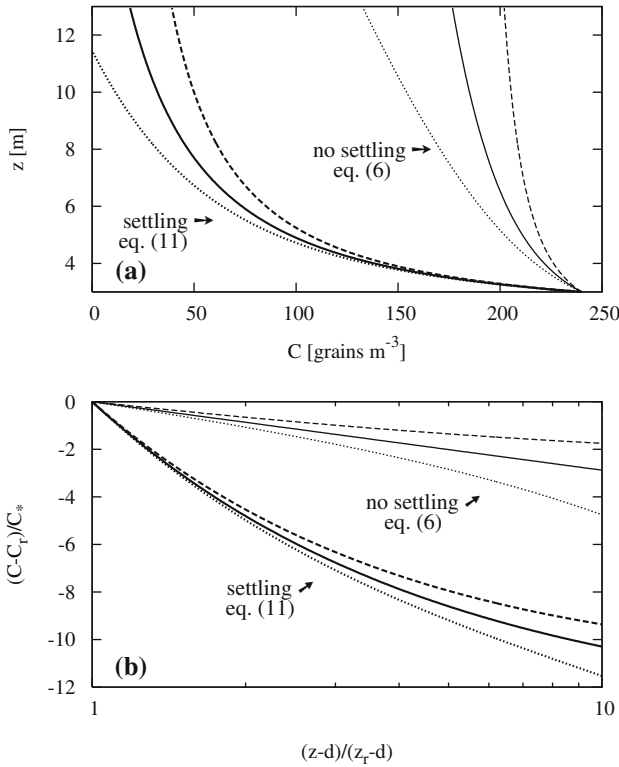 12
10
8
6
4
z [m]
no settling
eq. (6)
settling
eq. (11)
(a)
0 50 100 150 200 250
C [grains m-3]
0
-2
-4
-6
-8
-10
-12
(C-Cr)/C*
no settling
eq. (6)
settling
eq. (11)
(b)
1 10
(z-d)/(zr-d)